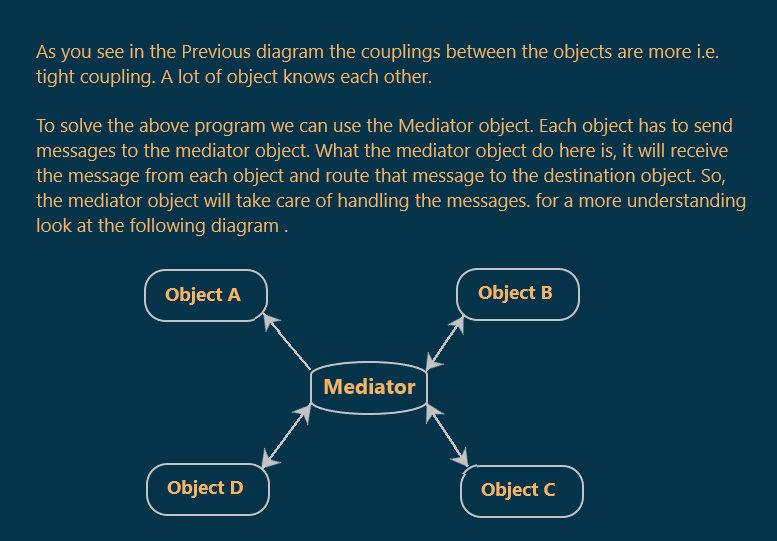 As you see in the Previous diagram the couplings between the objects are more i.e.
tight coupling. A lot of object knows each other.
To solve the above program we can use the Mediator object. Each object has to send
messages to the mediator object. What the mediator object do here is, it will receive
the message from each object and route that message to the destination object. So,
the mediator object will take care of handling the messages. for a more understanding
look at the following diagram .
Object A
Object B
Mediator
Object D
Object C